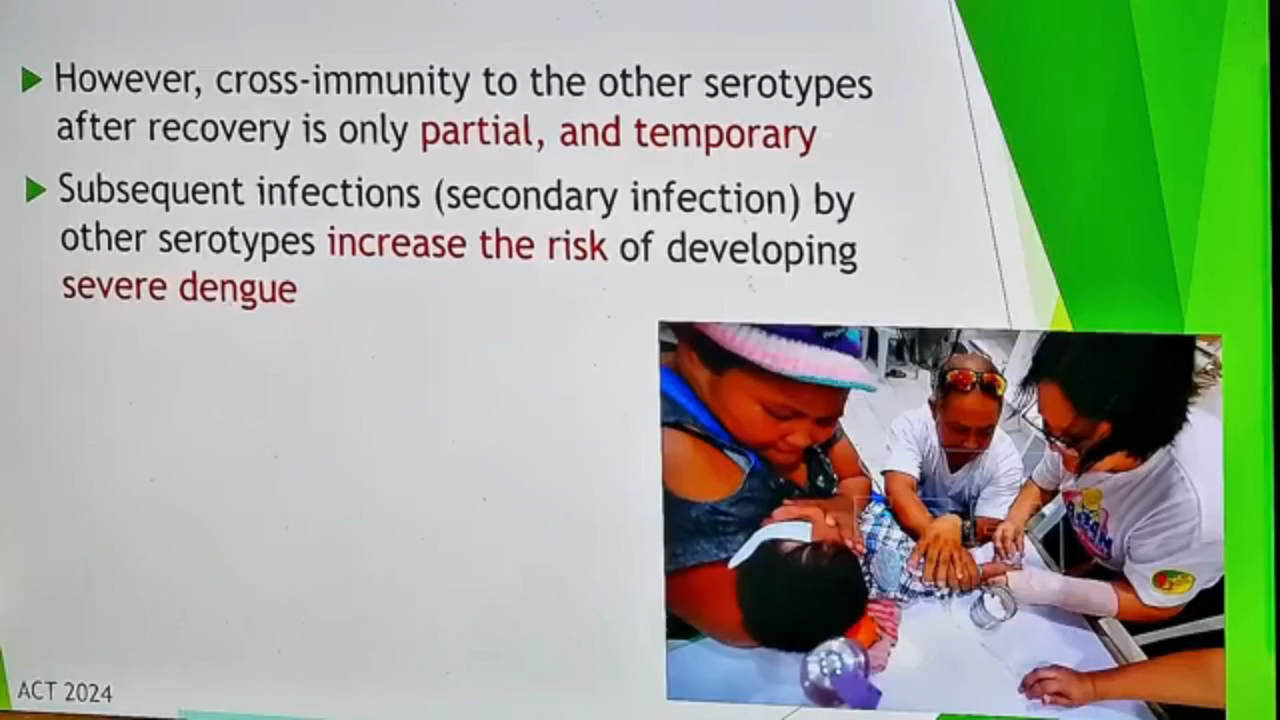 However, cross-immunity to the other serotypes
after recovery is only partial, and temporary
Subsequent infections (secondary infection) by
other serotypes increase the risk of developing
severe dengue
ACT 2024